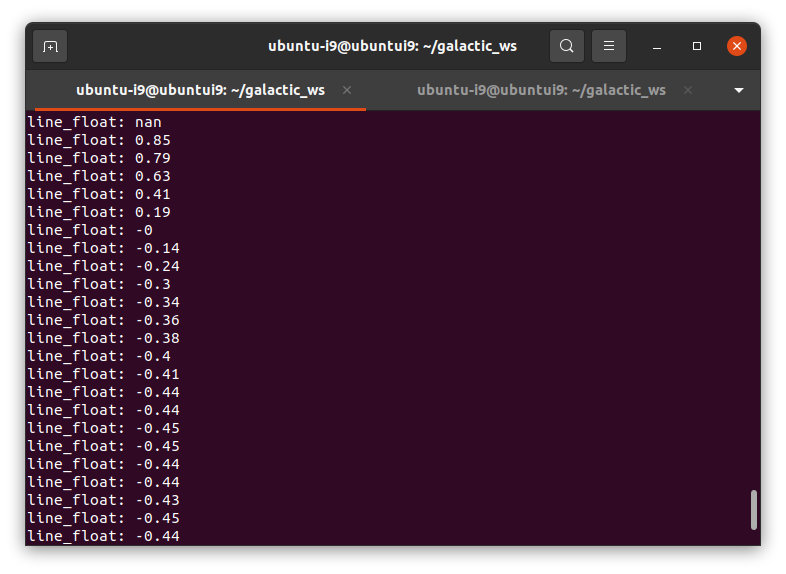 ubuntu-i9@ubuntui9: ~/galactic_ws
ubuntu-i9@ubuntui9: ~/galactic_ws
ubuntu-i9@ubuntui9: ~/galactic_ws
line_float: nan
line_float: 0.85
line_float: 0.79
line_float: 0.63
line_float: 0.41
line_float: 0.19
line_float: -0
line_float: -0.14
line_float: -0.24
line_float: -0.3
line_float: -0.34
line_float: -0.36
line_float: -0.38
line_float: -0.4
line_float: -0.41
line_float: -0.44
line_float: -0.44
line_float: -0.45
line_float: -0.45
line_float: -0.44
line_float: -0.44
line_float: -0.43
line_float: -0.45
line_float: -0.44